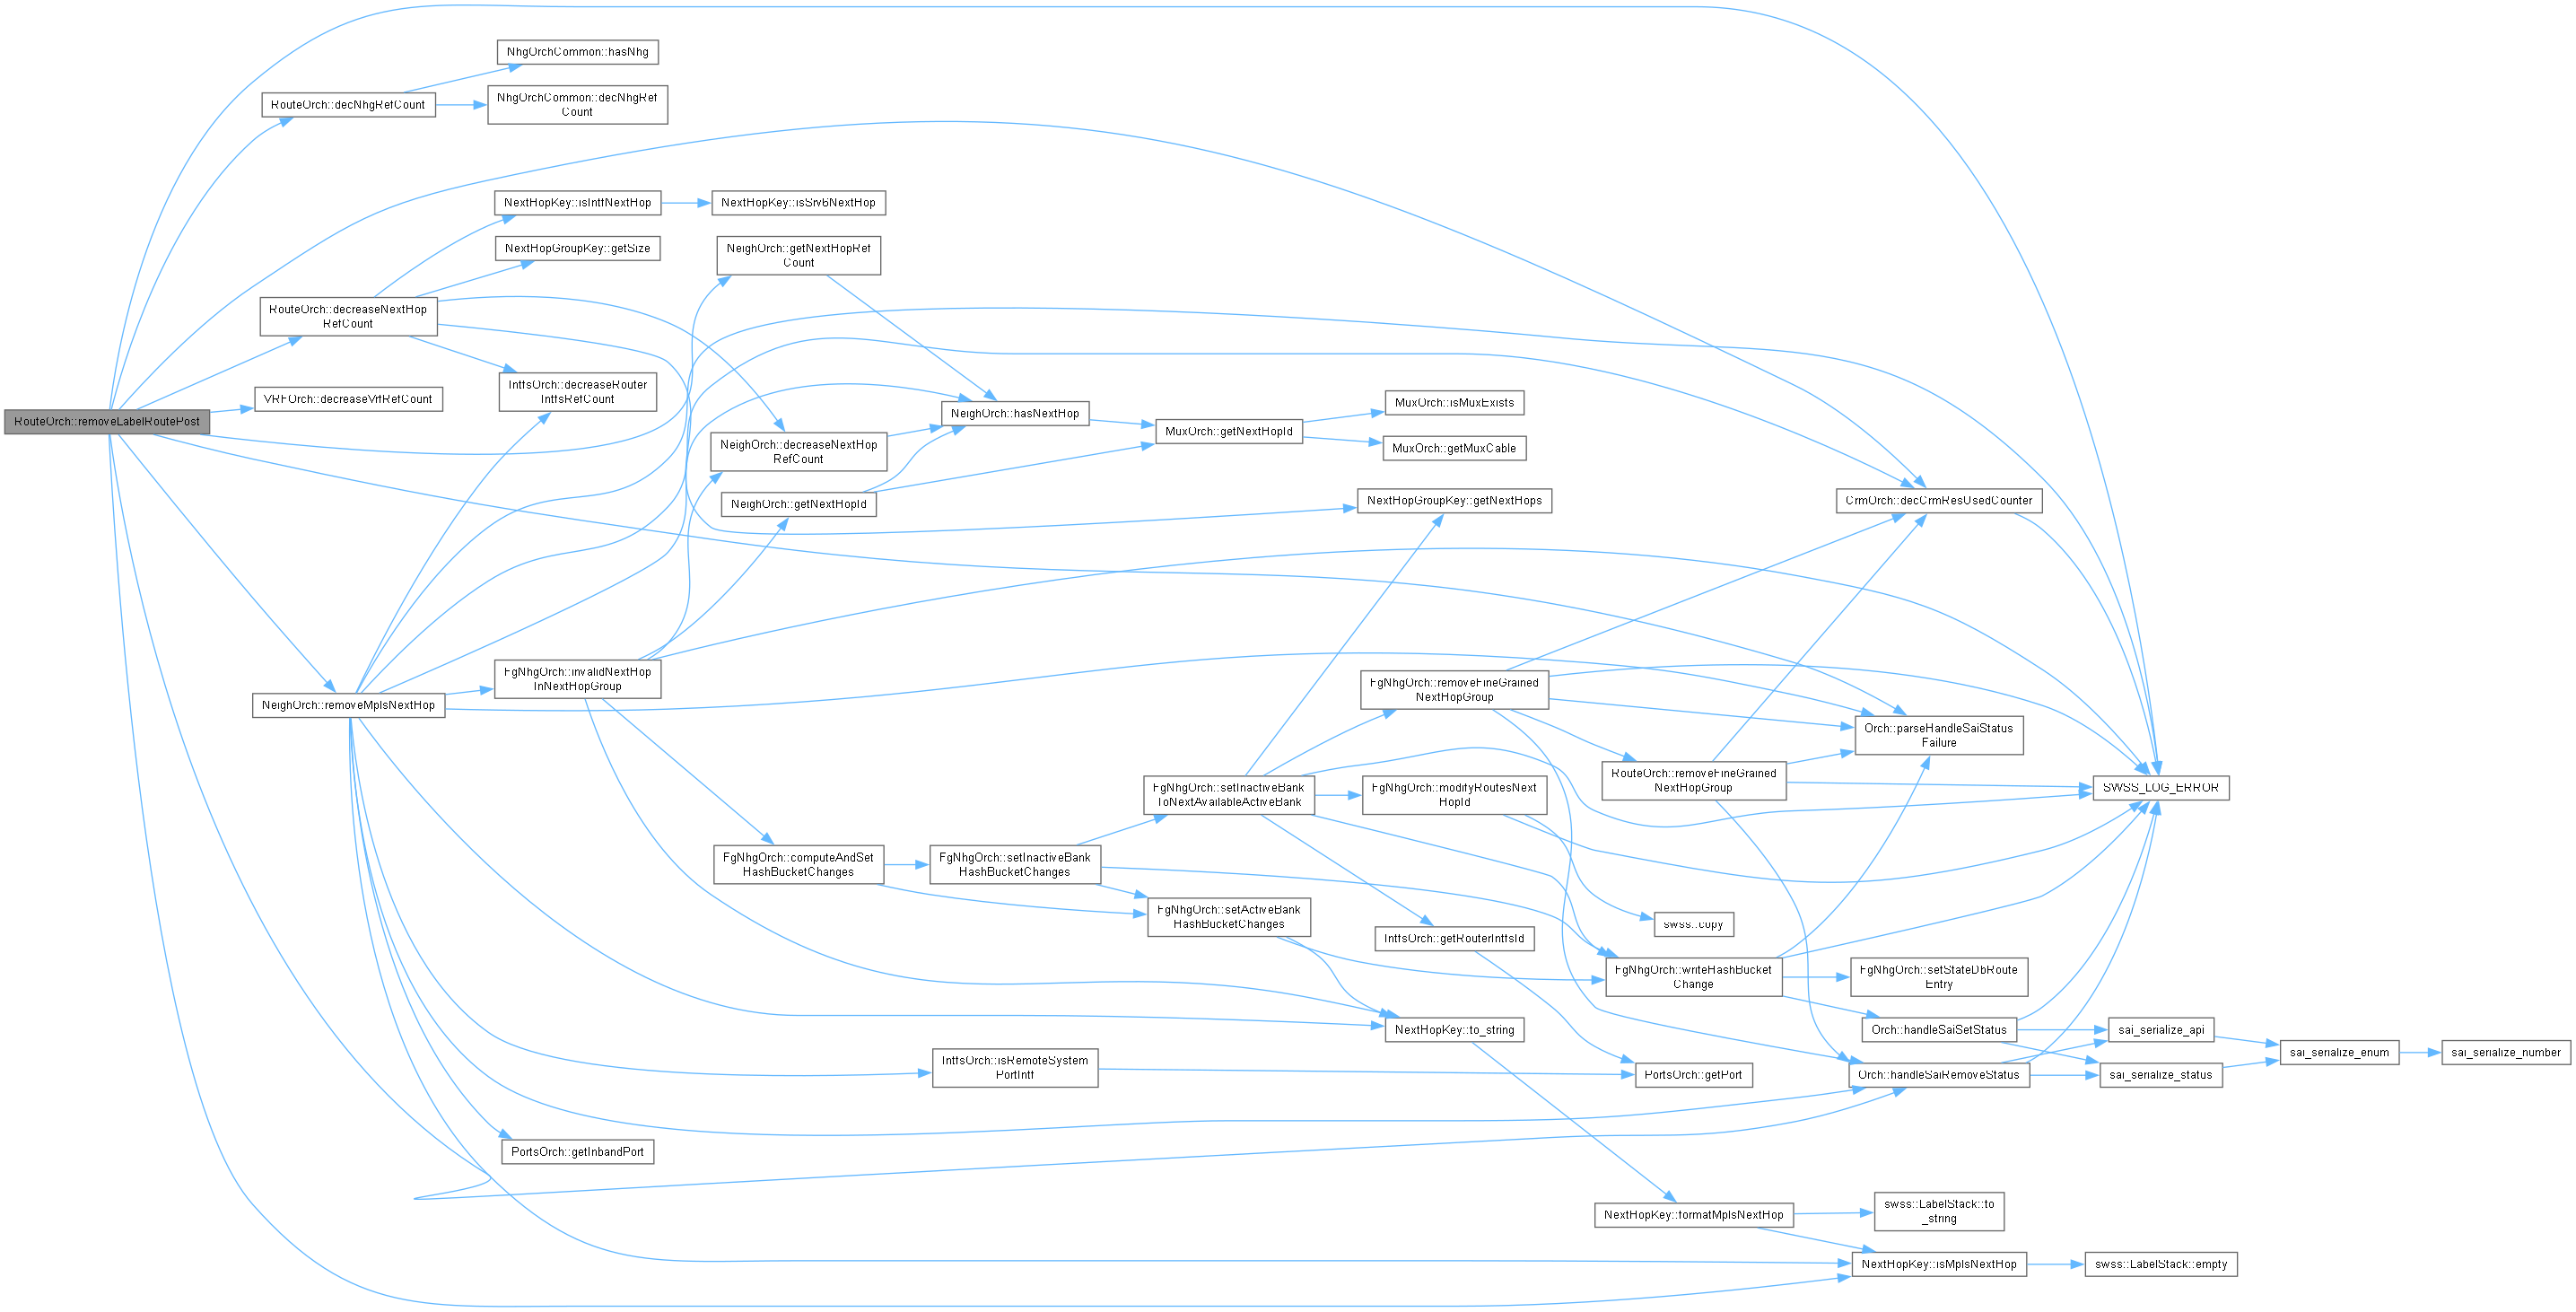 NhgOrchCommon::hasNhg
RouteOrch::decNhgRefCount
NhgOrchCommon::decNhgRef
Count
NextHopKey::isIntfNextHop
NextHopKey::isSrv6NextHop
NextHopGroupKey::getSize
NeighOrch::getNextHopRef
Count
RouteOrch::decreaseNextHop
RefCount
IntfsOrch::decreaseRouter
IntfsRefCount
VRFOrch::decreaseVrfRefCount
RouteOrch::removeLabelRoutePost
NeighOrch::hasNextHop
MuxOrch::isMuxExists
MuxOrch::getNextHopId
MuxOrch::getMuxCable
NeighOrch::decreaseNextHop
RefCount
NeighOrch::getNextHopId
NextHopGroupKey::getNextHops
CrmOrch::decCrmResUsedCounter
FgNhgOrch::invalidNextHop
InNextHopGroup
NeighOrch::removeMplsNextHop
FgNhgOrch::removeFineGrained
NextHopGroup
Orch::parseHandleSaiStatus
Failure
RouteOrch::removeFineGrained
NextHopGroup
SWSS_LOG_ERROR
FgNhgOrch::setInactiveBank
ToNextAvailableActiveBank
FgNhgOrch::modifyRoutesNext
HopId
FgNhgOrch::computeAndSet
HashBucketChanges
FgNhgOrch::setInactiveBank
HashBucketChanges
FgNhgOrch::setActiveBank
HashBucketChanges
swss::copy
IntfsOrch::getRouterIntfsId
FgNhgOrch::writeHashBucket
Change
FgNhgOrch::setStateDbRoute
Entry
NextHopKey::to_string
Orch::handleSaiSetStatus
sai_serialize_api
sai_serialize_enum
sai_serialize_number
IntfsOrch::isRemoteSystem
PortIntf
PortsOrch::getPort
Orch::handleSaiRemoveStatus
sai_serialize_status
PortsOrch::getInbandPort
NextHopKey::formatMplsNextHop
swss::LabelStack::to
_string
NextHopKey::isMplsNextHop
swss::LabelStack::empty